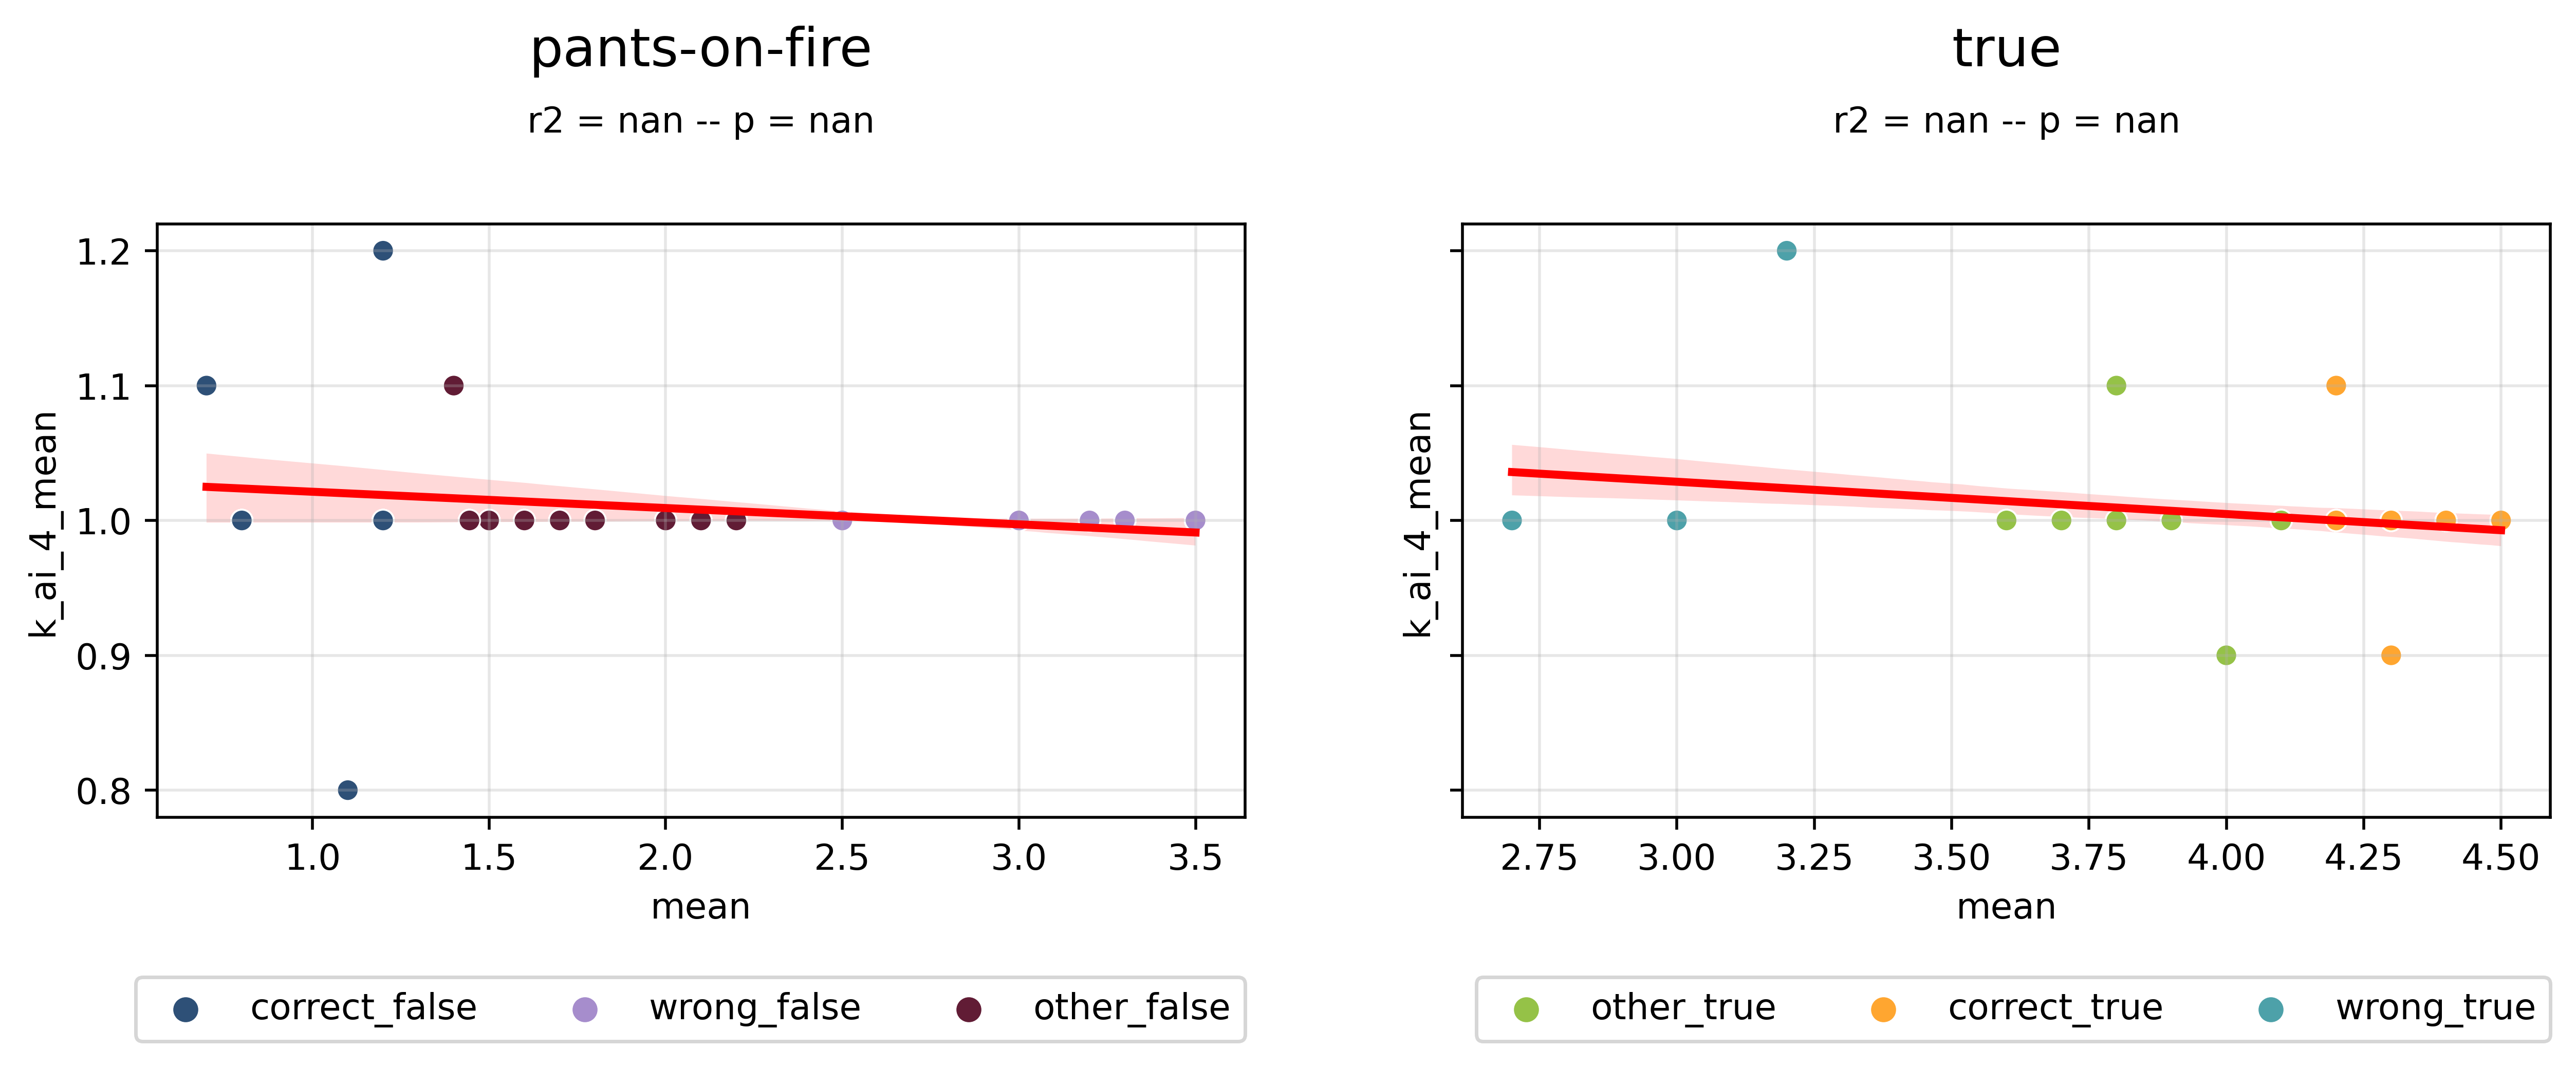 pants-on-fire
r2 = nan -- p = nan
k_ai_4_mean
1.2
1.1
1.0
0.9
0.8
1.0 1.5 2.0 2.5 3.0 3.5
mean
correct_false wrong_false other_false
true
r2 = nan -- p = nan
k_ai_4_mean
2.75 3.00 3.25 3.50 3.75 4.00 4.25 4.50
mean
other_true correct_true wrong_true